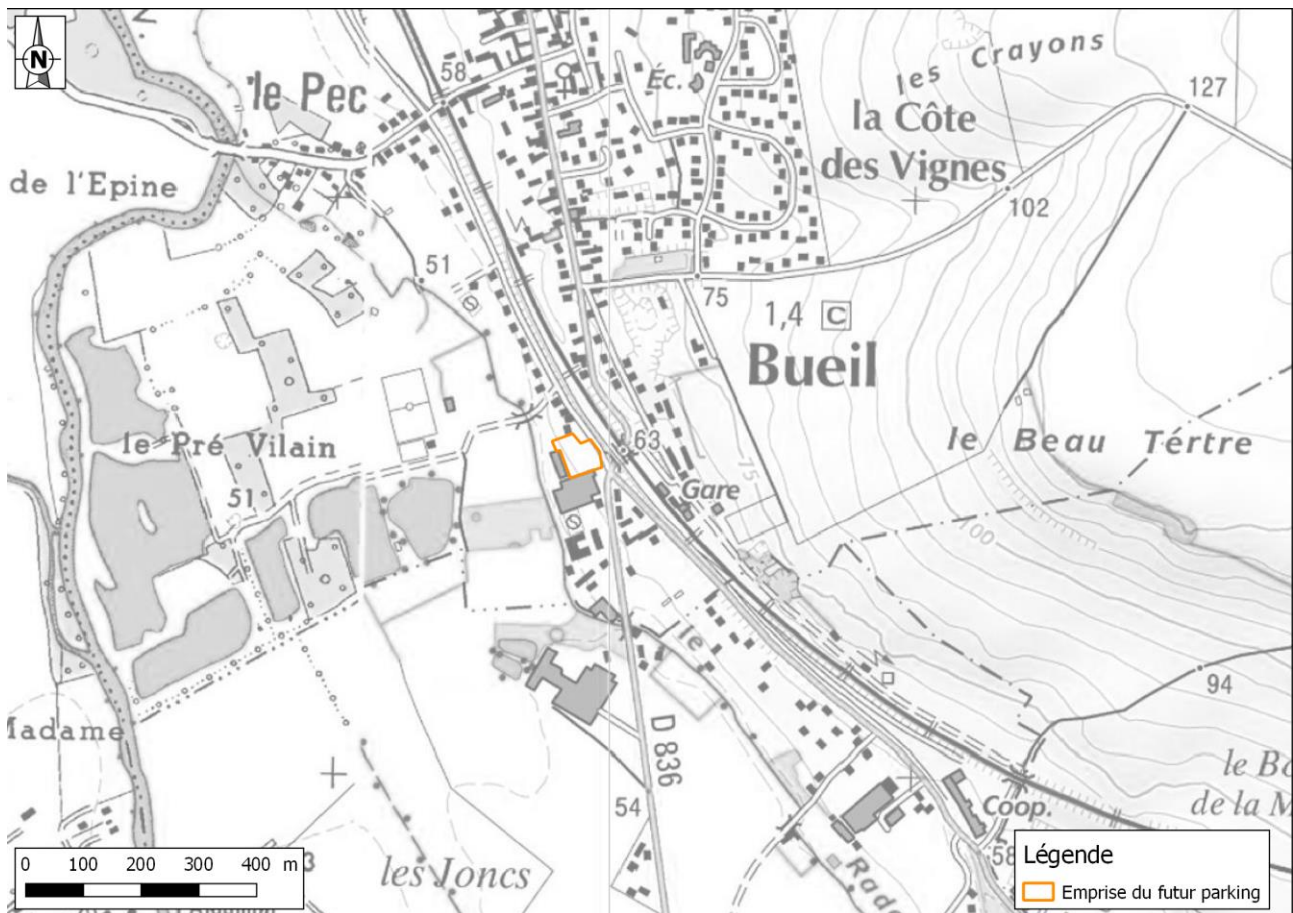 N
58
le Pec
Éc.
les Crayons
la Côte
des Vignes
127
de l'Epine
102
51
75
1,4 C
Bueil
le Pré Vilain
63
le Beau Tértre
51
Gare
75
100
le
94
Madame
D 836
54
le Bo
de la M
Coop.
58
les Joncs
Rado
0 100 200 300 400 m
Légende
Emprise du futur parking